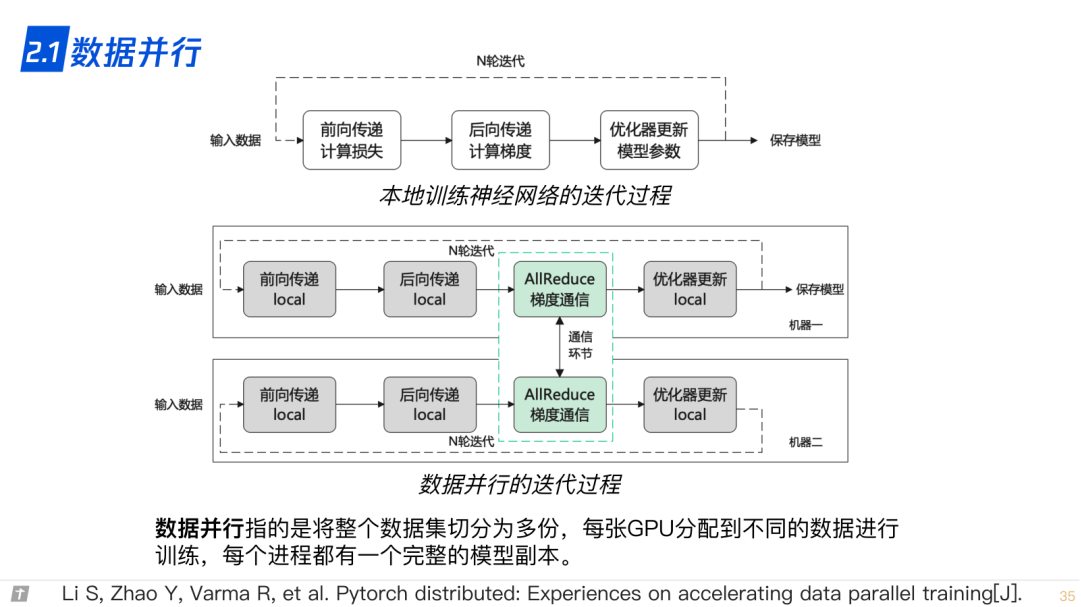 2.1 数据并行
N轮迭代
输入数据
前向传递
计算损失
后向传递
计算梯度
优化器更新
模型参数
保存模型
本地训练神经网络的迭代过程
N轮迭代
输入数据
前向传递
local
后向传递
local
AllReduce
梯度通信
优化器更新
local
保存模型
机器一
通信
环节
输入数据
前向传递
local
后向传递
local
AllReduce
梯度通信
优化器更新
local
N轮迭代
机器二
数据并行的迭代过程
数据并行指的是将整个数据集切分为多份，每张GPU分配到不同的数据进行
训练，每个进程都有一个完整的模型副本。
Li S, Zhao Y, Varma R, et al. Pytorch distributed: Experiences on accelerating data parallel training[J].
35